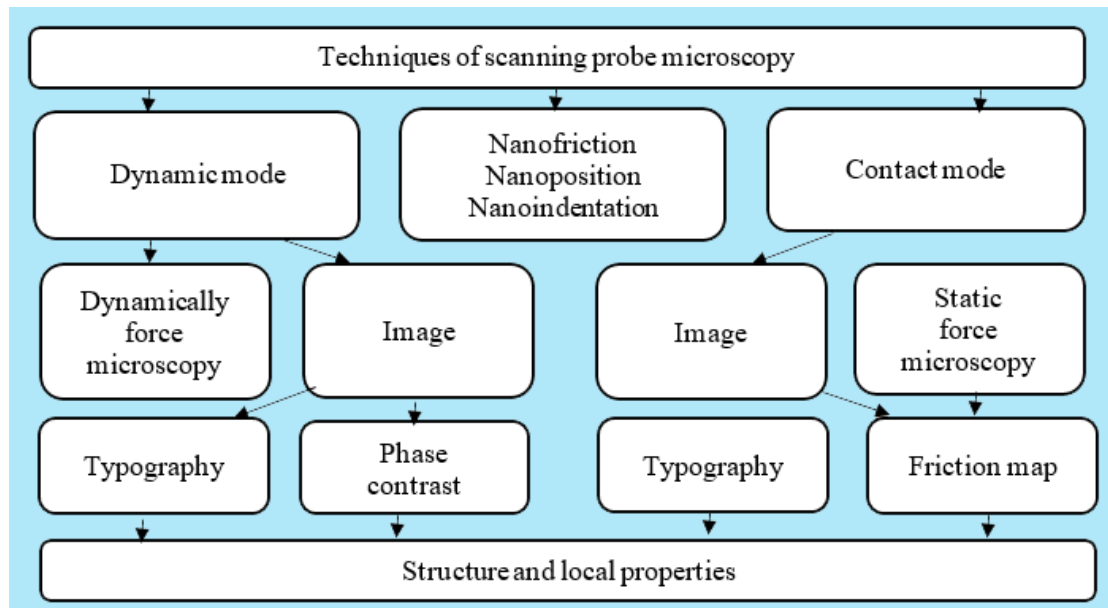 Techniques of scanning probe microscopy
Dynamic mode
Nanofriction
Nanoposition
Nanoindentation
Contact mode
Dynamically
force
microscopy
Image
Image
Static
force
microscopy
Typography
Phase
contrast
Typography
Friction map
Structure and local properties